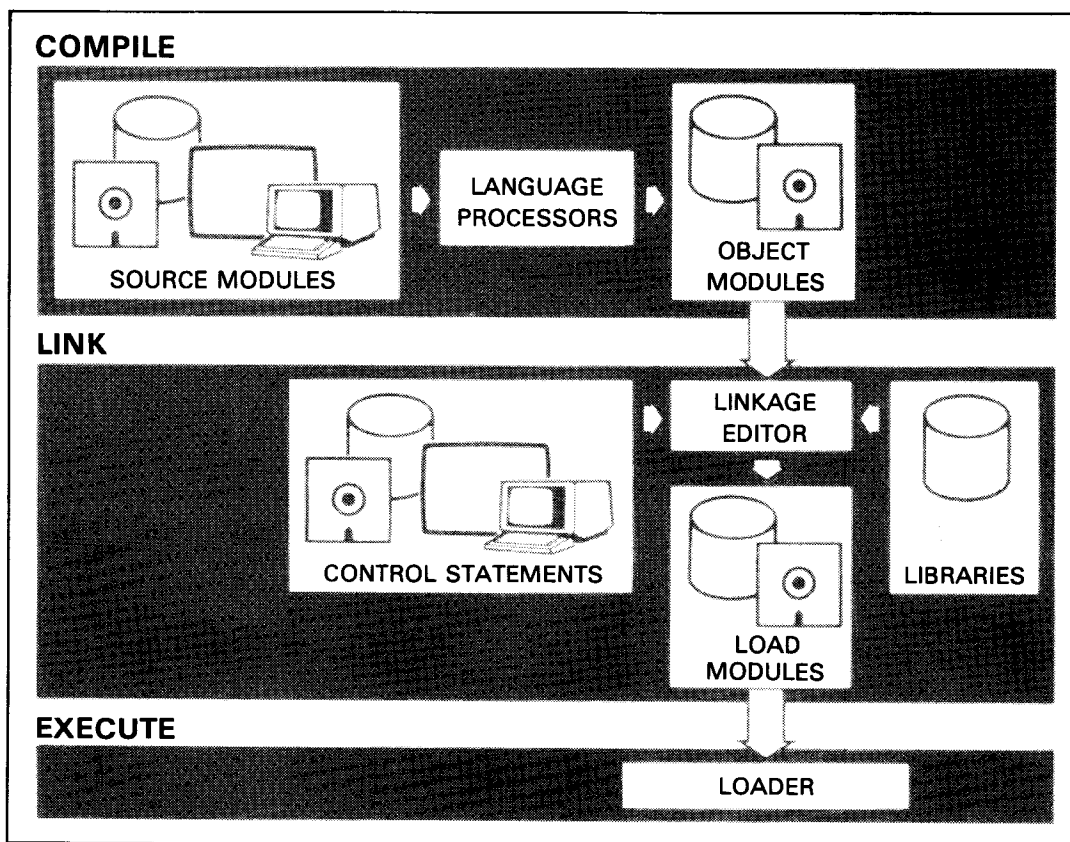 COMPILE
SOURCE MODULES
LANGUAGE
PROCESSORS
OBJECT
MODULES
LINK
CONTROL STATEMENTS
LINKAGE
EDITOR
LIBRARIES
LOAD
MODULES
EXECUTE
LOADER